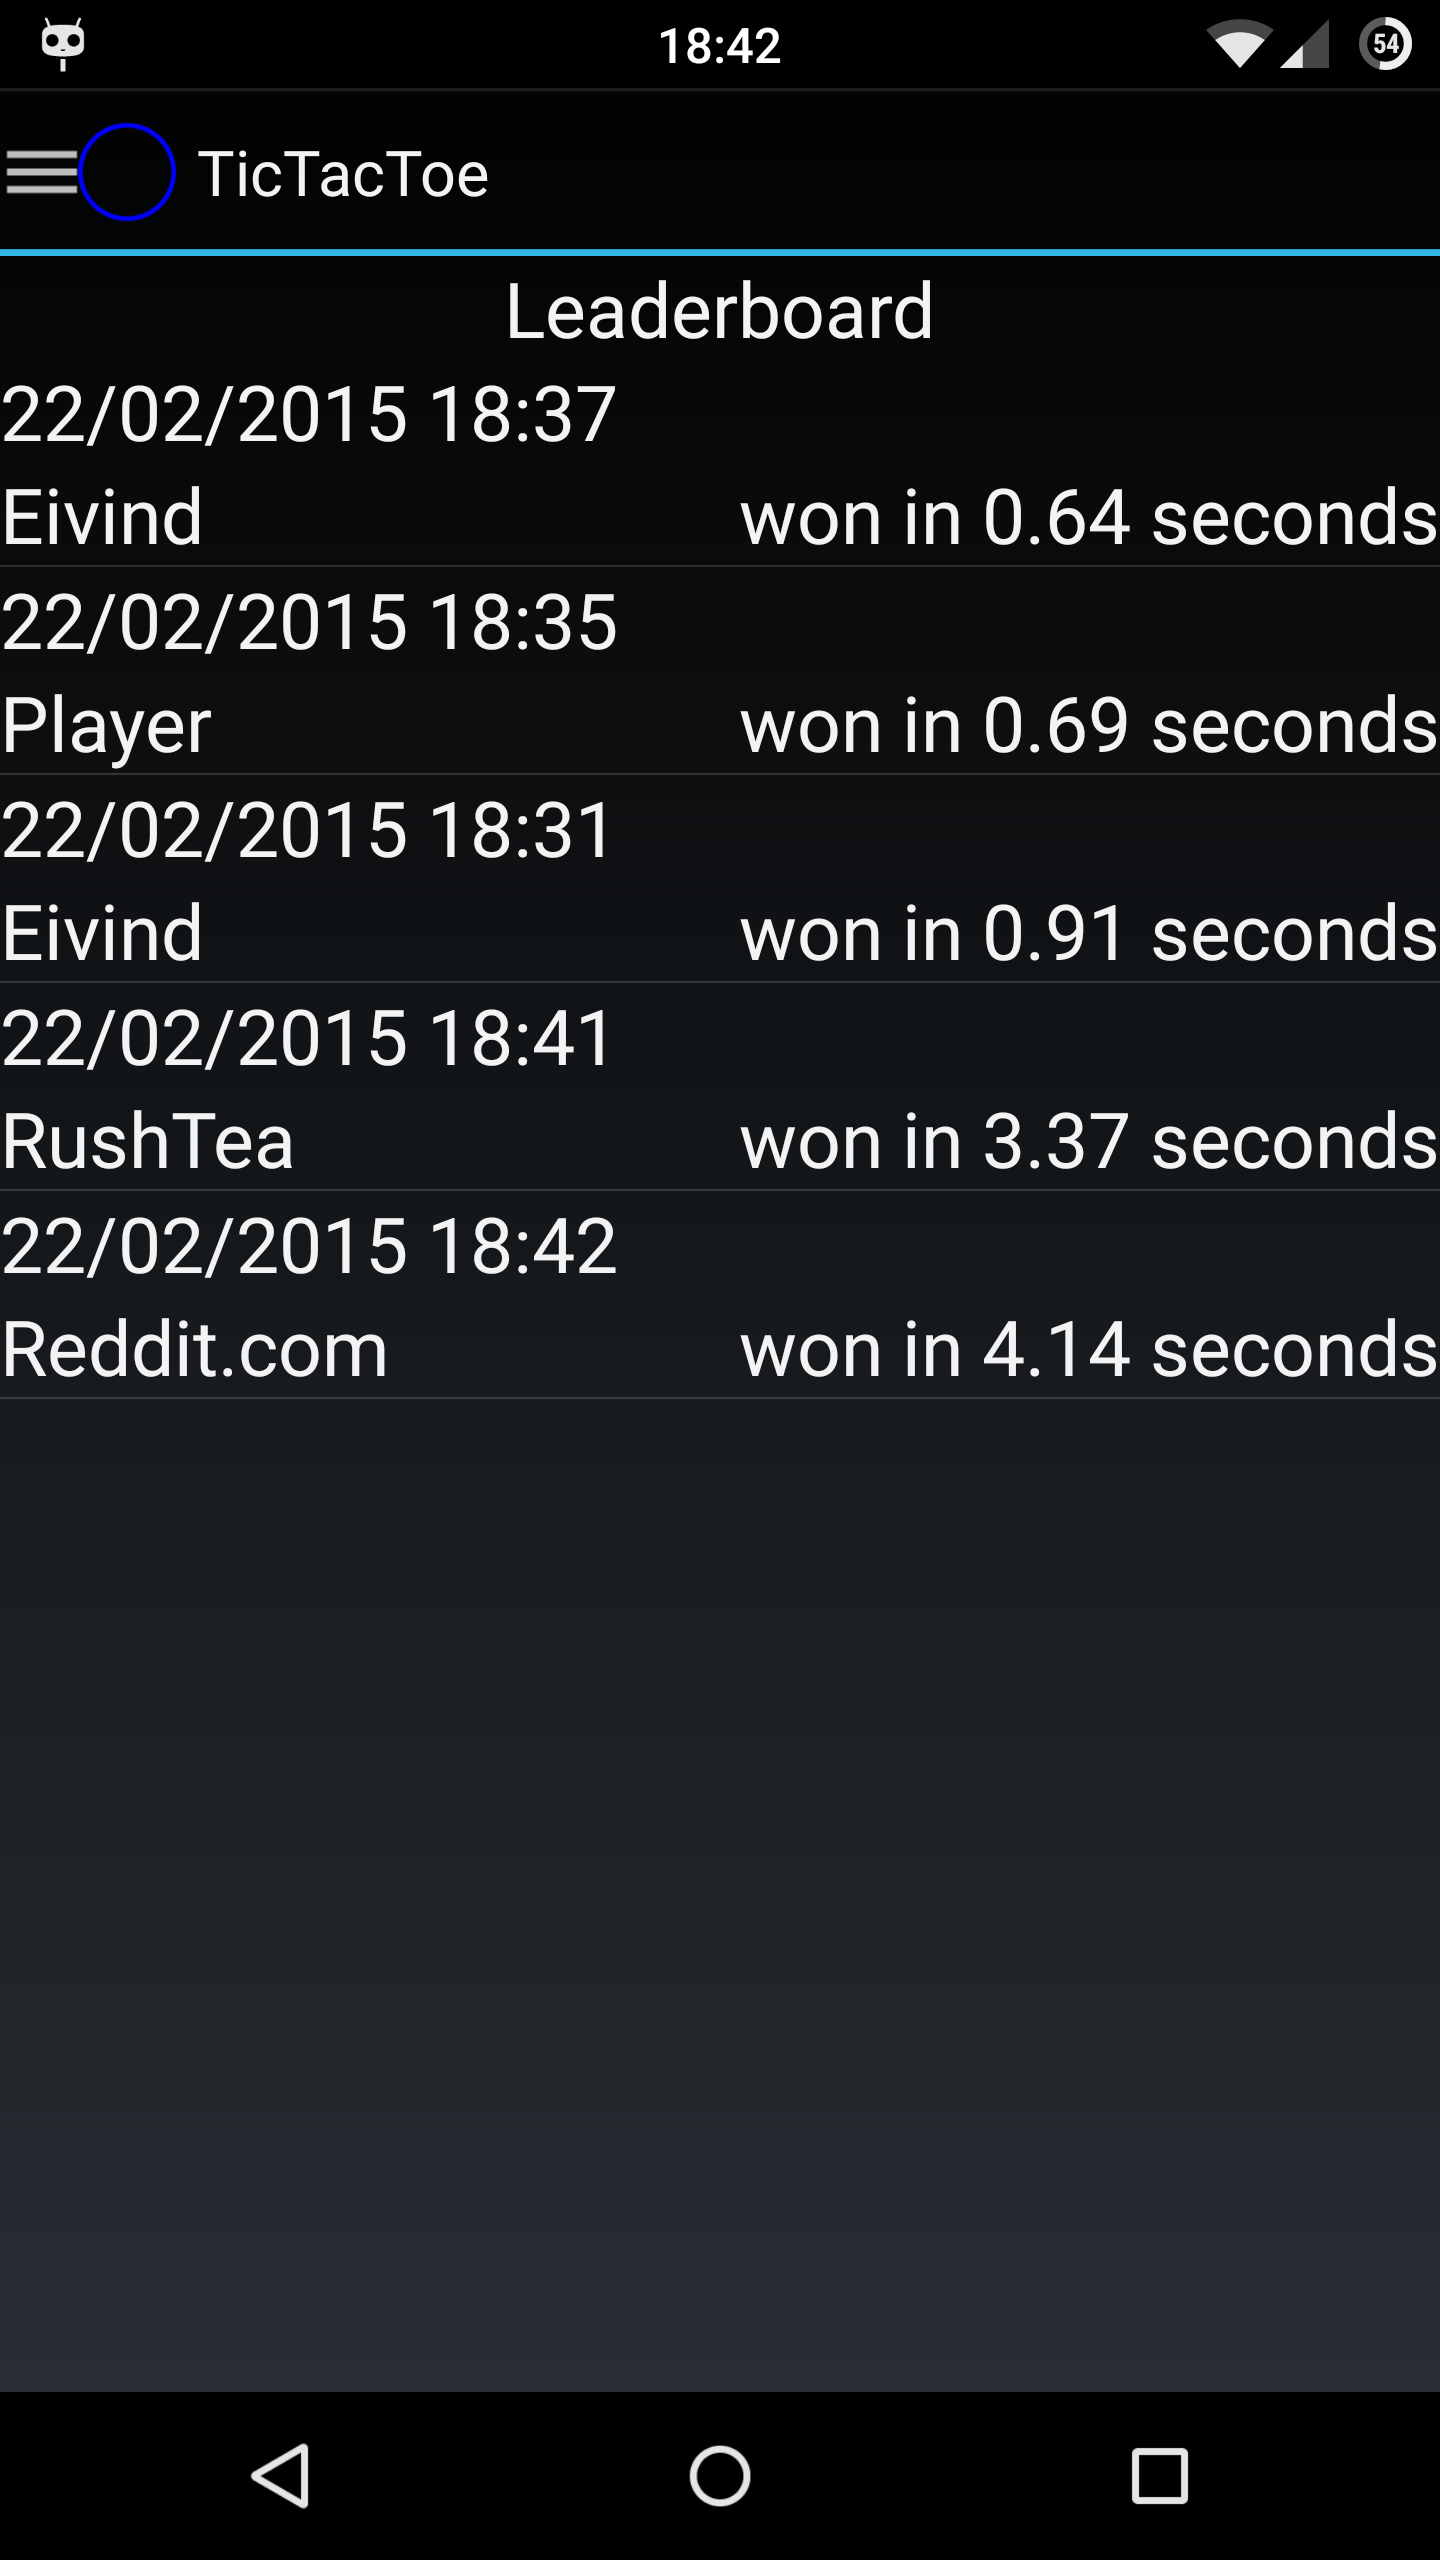 18:42
54
TicTacToe
Leaderboard
22/02/2015 18:37
Eivind won in 0.64 seconds
22/02/2015 18:35
Player won in 0.69 seconds
22/02/2015 18:31
Eivind won in 0.91 seconds
22/02/2015 18:41
RushTea won in 3.37 seconds
22/02/2015 18:42
Reddit.com won in 4.14 seconds